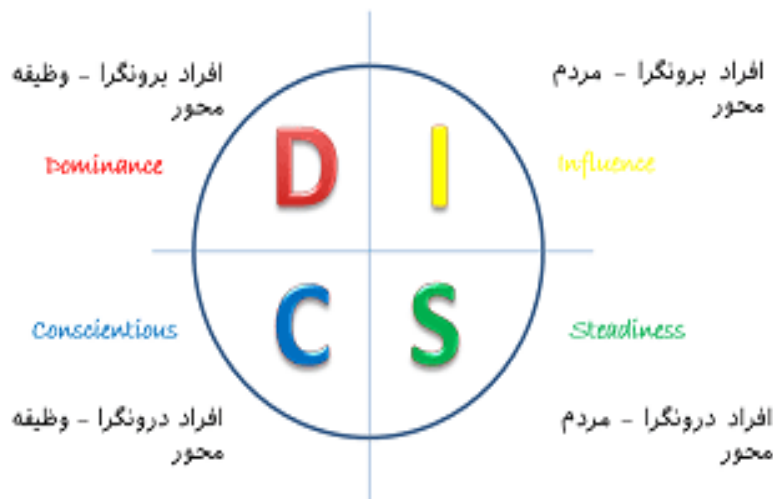 افراد برونگرا - وظیفه
محور
افراد برونگرا - مردم
محور
Dominance
D
I
Influence
Conscientious
C
S
Steadiness
افراد درونگرا - وظیفه
محور
افراد درونگرا - مردم
محور